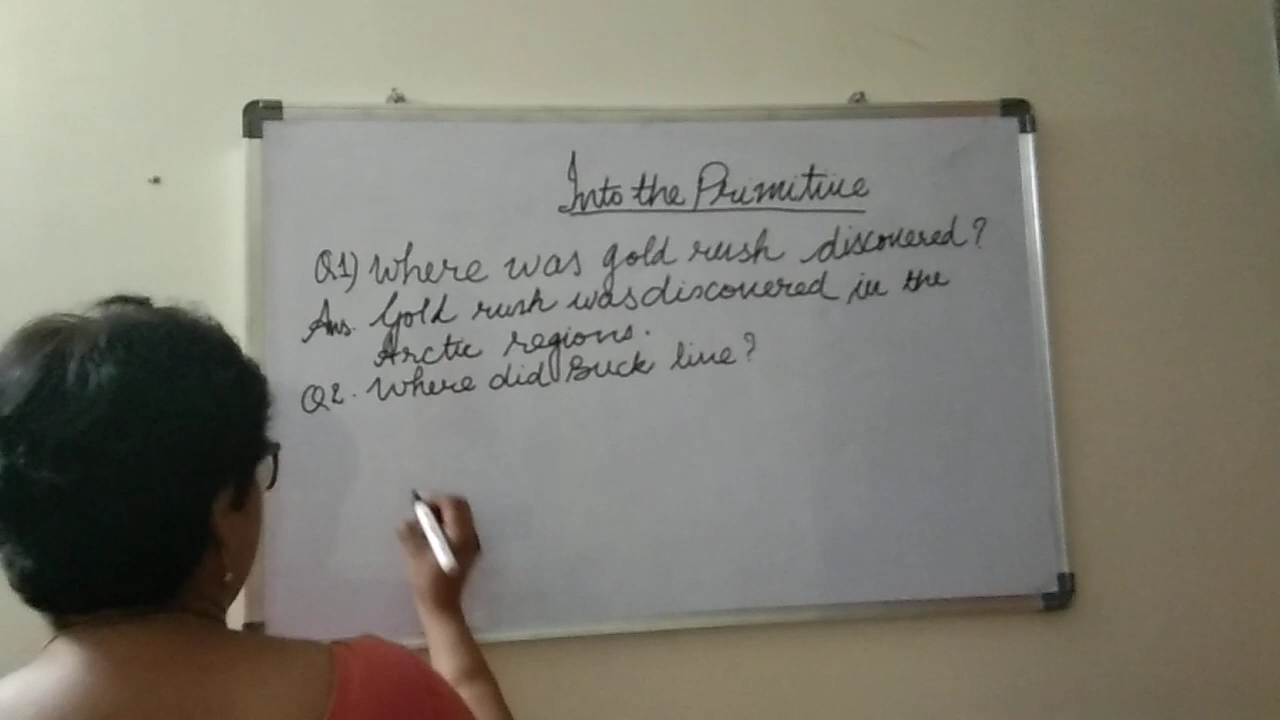 Into the Primitive
Q1) Where was gold rush discovered?
Ans. Gold rush was discovered in the
Arctic regions.
Q2. Where did Buck live?